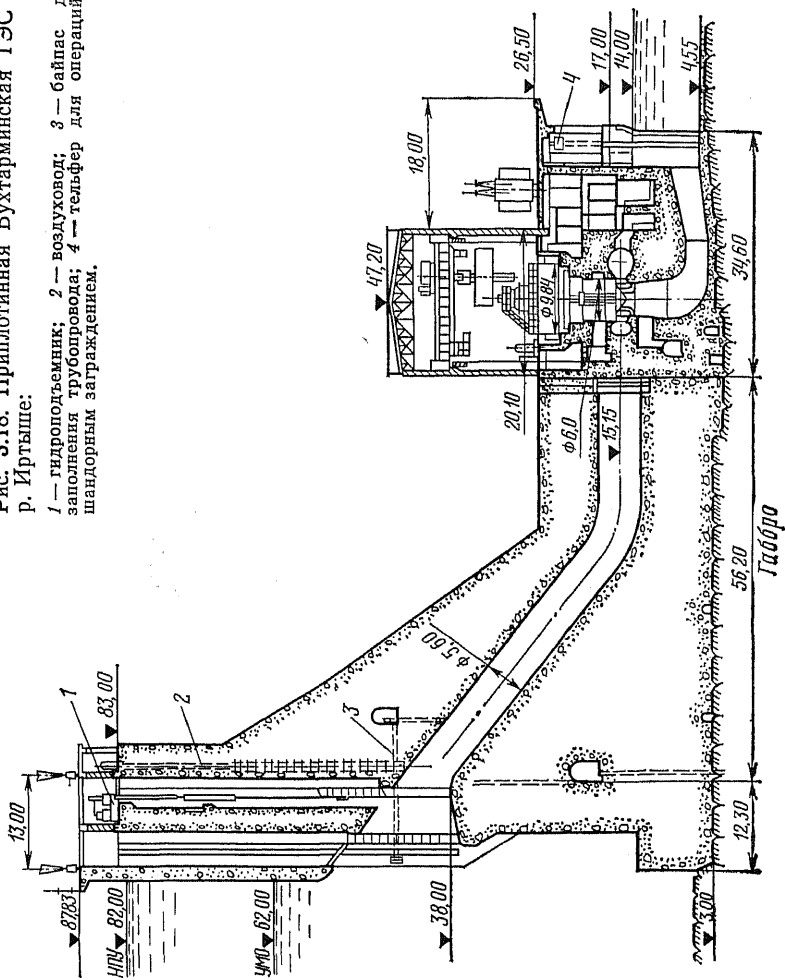 Рис. 3.18. Приплотинная Бухтарминская ГЭС
р. Иртыше:
1 — гидроподъемник; 2 — воздуховод; 3 — байпас
заполнения трубопровода; 4 — тельфер для операций
шандорным заграждением.
13,00
87,83
83,00
НПУ 82,00
УМО 62,00
38,00
3,00
12,30
1
2
3
ф5,60
56,20
Габбро
47,20
20,10
18,00
ф9,84
ф6,0
15,15
34,60
26,50
17,00
14,00
4,55
4